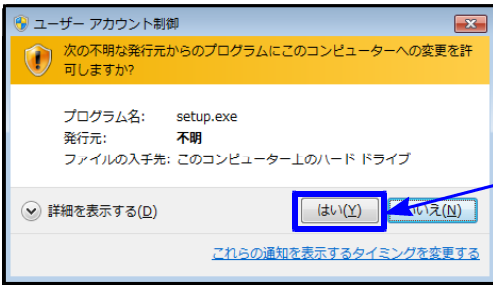 ユーザー アカウント制御
次の不明な発行元からのプログラムにこのコンピューターへの変更を許
可しますか?
プログラム名: setup.exe
発行元: 不明
ファイルの入手先: このコンピューター上のハード ドライブ
詳細を表示する(D) はい(Y) いいえ(N)
これらの通知を表示するタイミングを変更する